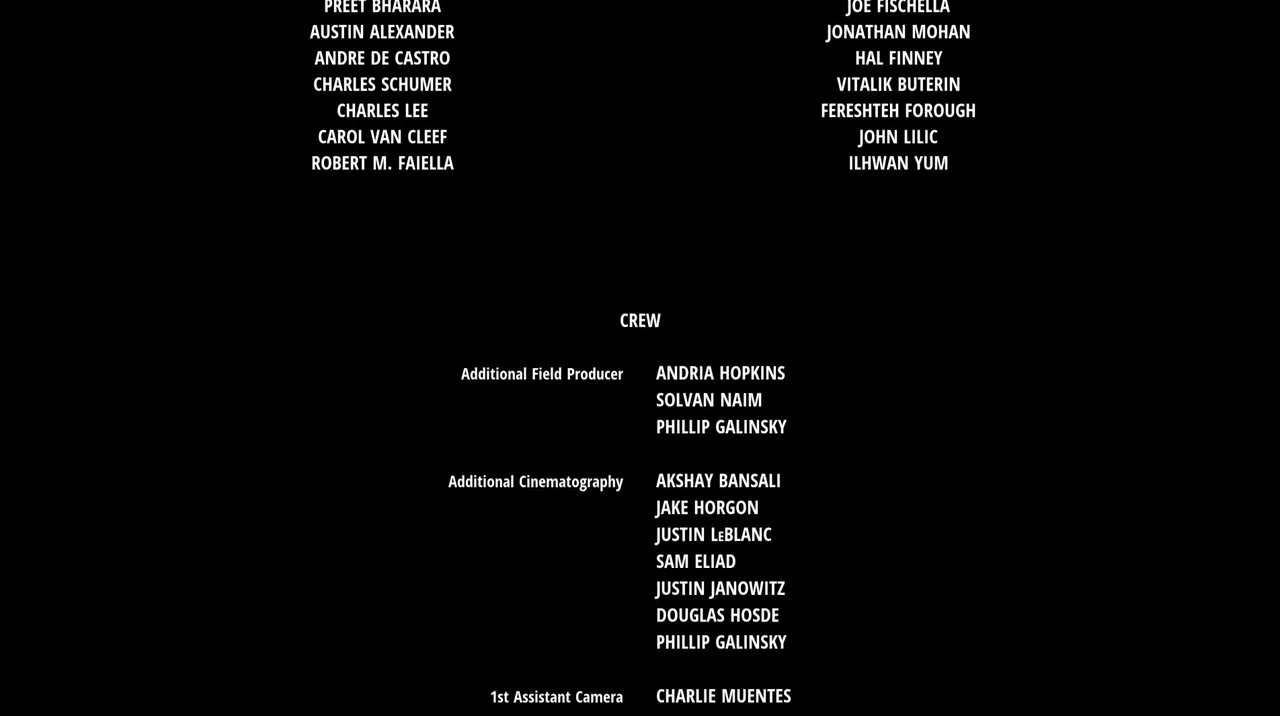 PREET BHARARA
AUSTIN ALEXANDER
ANDRE DE CASTRO
CHARLES SCHUMER
CHARLES LEE
CAROL VAN CLEEF
ROBERT M. FAIELLA
JOE FISCHELLA
JONATHAN MOHAN
HAL FINNEY
VITALIK BUTERIN
FERESHTEH FOROUGH
JOHN LILIC
ILHWAN YUM
CREW
Additional Field Producer ANDRIA HOPKINS
SOLVAN NAIM
PHILLIP GALINSKY
Additional Cinematography AKSHAY BANSALI
JAKE HORGON
JUSTIN LeBLANC
SAM ELIAD
JUSTIN JANOWITZ
DOUGLAS HOSDE
PHILLIP GALINSKY
1st Assistant Camera CHARLIE MUENTES